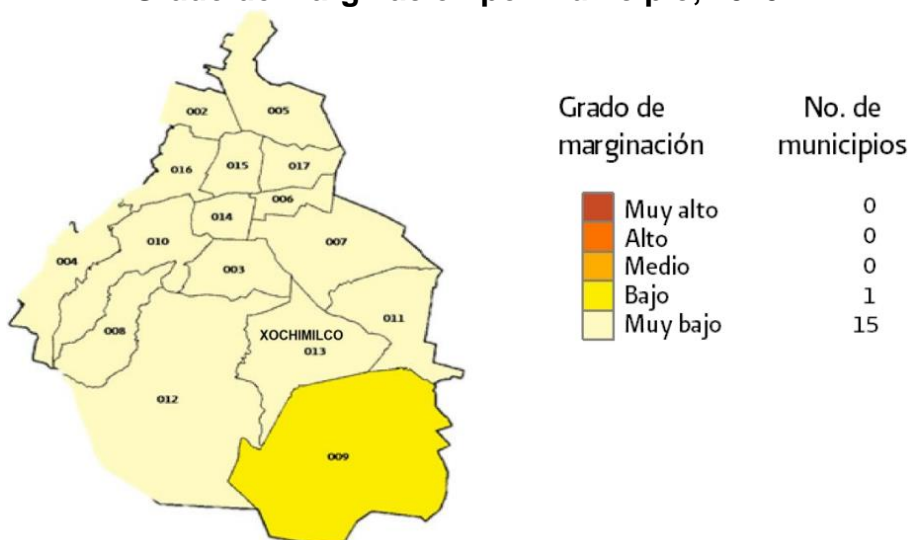 002
005
016
015
017
006
014
004
010
007
003
008
011
XOCHIMILCO
013
012
009
Grado de marginación
No. de municipios
Muy alto 0
Alto 0
Medio 0
Bajo 1
Muy bajo 15